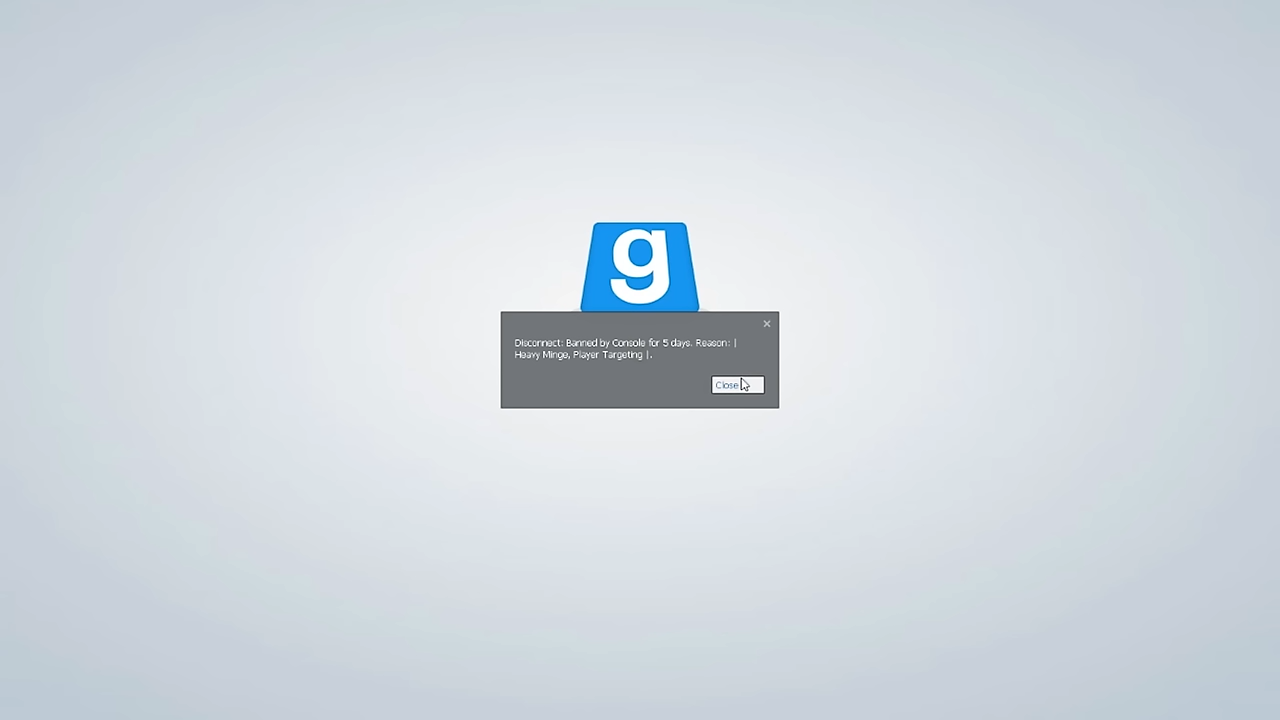 g
Disconnect: Banned by Console for 5 days. Reason: |
Heavy Minge, Player Targeting |.
Close